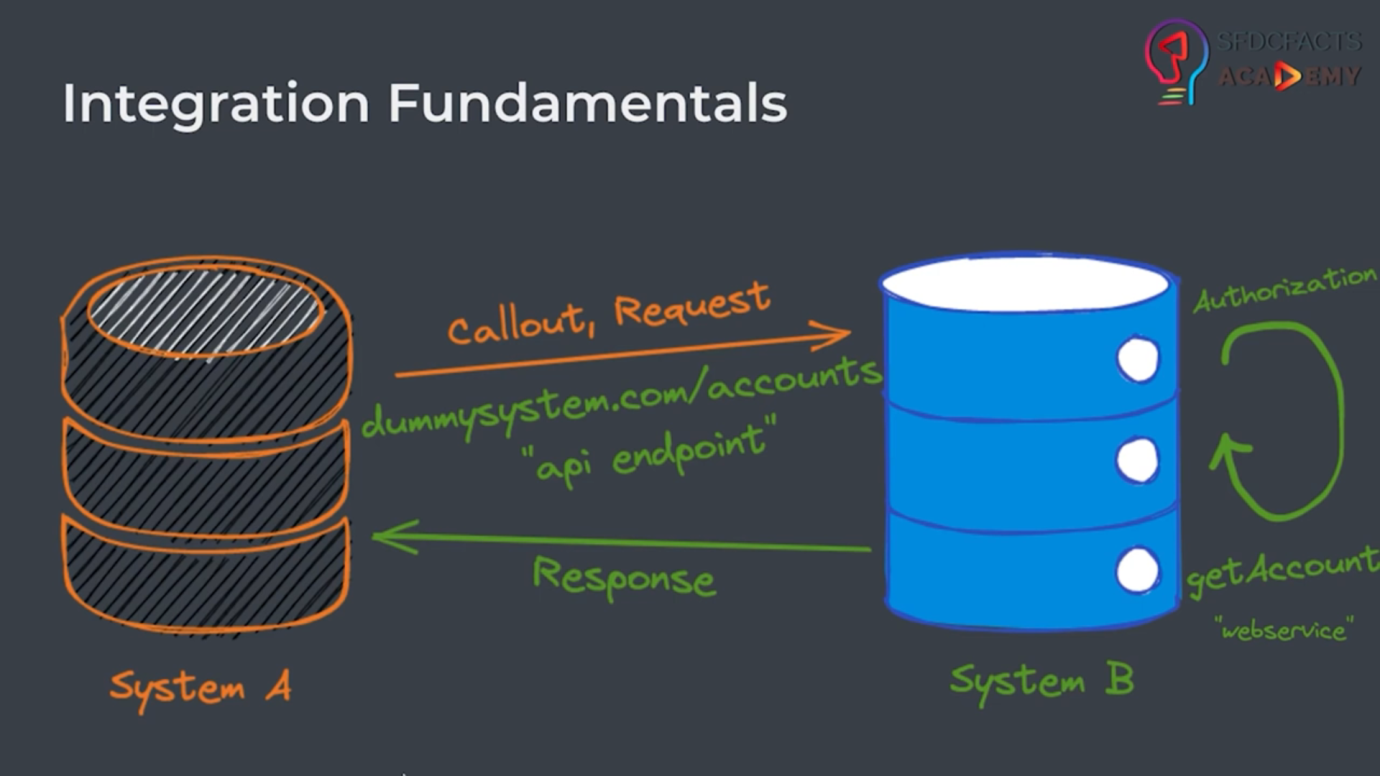 SFDCFACTS
ACADEMY
Integration Fundamentals
Callout, Request
dummysystem.com/accounts
"api endpoint"
Response
Authorization
getAccount
"webservice"
System A
System B